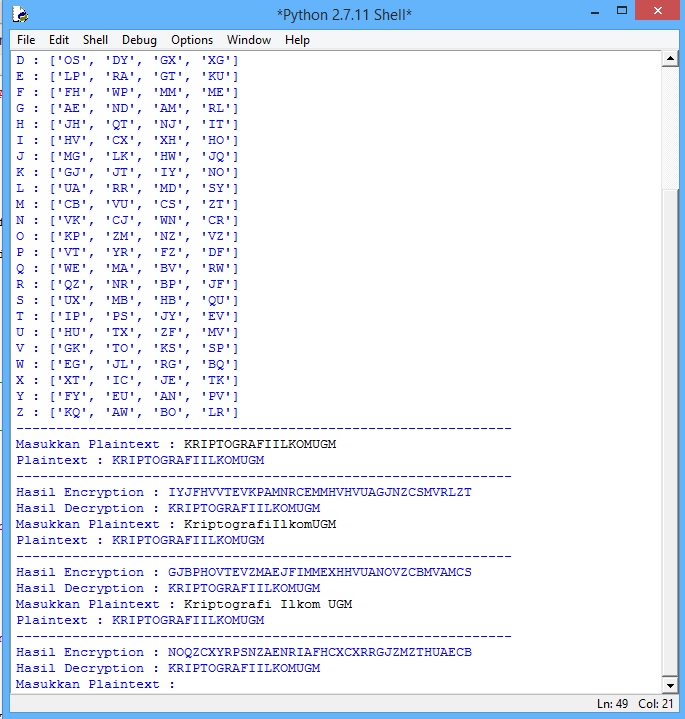 *Python 2.7.11 Shell*
File Edit Shell Debug Options Window Help
D : ['OS', 'DY', 'GX', 'XG']
E : ['LP', 'RA', 'GT', 'KU']
F : ['FH', 'WP', 'MM', 'ME']
G : ['AE', 'ND', 'AM', 'RL']
H : ['JH', 'QT', 'NJ', 'IT']
I : ['HV', 'CX', 'XH', 'HO']
J : ['MG', 'LK', 'HW', 'JQ']
K : ['GJ', 'JT', 'IY', 'NO']
L : ['UA', 'RR', 'MD', 'SY']
M : ['CB', 'VU', 'CS', 'ZT']
N : ['VK', 'CJ', 'WN', 'CR']
O : ['KP', 'ZM', 'NZ', 'VZ']
P : ['VT', 'YR', 'FZ', 'DF']
Q : ['WE', 'MA', 'BV', 'RW']
R : ['QZ', 'NR', 'BP', 'JF']
S : ['UX', 'MB', 'HB', 'QU']
T : ['IP', 'PS', 'JY', 'EV']
U : ['HU', 'TX', 'ZF', 'MV']
V : ['GK', 'TO', 'KS', 'SP']
W : ['EG', 'JL', 'RG', 'BQ']
X : ['XT', 'IC', 'JE', 'TK']
Y : ['FY', 'EU', 'AN', 'PV']
Z : ['KQ', 'AW', 'BO', 'LR']
--------------------------------------------------------------
Masukkan Plaintext : KRIPTOGRAFIILKOMUGM
Plaintext : KRIPTOGRAFIILKOMUGM
--------------------------------------------------------------
Hasil Encryption : IYJFHVVTEVKPAMNRCEMMHVHVUAGJNZCSMVRLZT
Hasil Decryption : KRIPTOGRAFIILKOMUGM
Masukkan Plaintext : KriptografiIlkomUGM
Plaintext : KRIPTOGRAFIILKOMUGM
--------------------------------------------------------------
Hasil Encryption : GJBPHOVTEVZMAEJFIMMEXHHVUANOVZCBMVAMCS
Hasil Decryption : KRIPTOGRAFIILKOMUGM
Masukkan Plaintext : Kriptografi Ilkom UGM
Plaintext : KRIPTOGRAFIILKOMUGM
--------------------------------------------------------------
Hasil Encryption : NOQZCXYRPSNZAENRIAFHCXCXRRGJZMZTHUAECB
Hasil Decryption : KRIPTOGRAFIILKOMUGM
Masukkan Plaintext :
Ln: 49 Col: 21